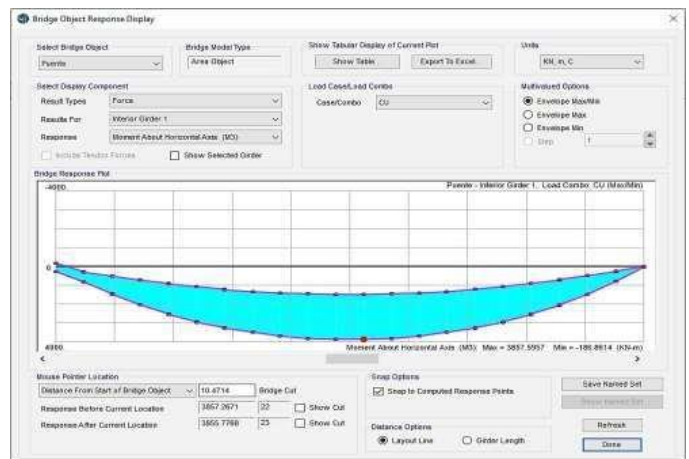 Bridge Object Response Display
Select Bridge Object
Puente
Bridge Model Type
Area Object
Show Tabular Display of Current Plot
Show Table
Export To Excel
Units
KN, m, C
Select Display Component
Result Types
Force
Results For
Interior Girder 1
Response
Moment About Horizontal Axis (M3)
Include Tendon Forces
Show Selected Girder
Load Case/Load Combo
Case/Combo
CU
Multivalued Options
Envelope Max/Min
Envelope Max
Envelope Min
Step
1
Bridge Response Plot
-4000
Puente - Interior Girder 1, Load Combo: CU (Max/Min)
0
4000
Moment About Horizontal Axis (M3) Max = 3857.5957 Min = -186.8614 (KN-m)
Mouse Pointer Location
Distance From Start of Bridge Object
10.4714
Bridge Cut
Response Before Current Location
3857.2671
22
Show Cut
Response After Current Location
3855.7768
23
Show Cut
Snap Options
Snap to Computed Response Points
Distance Options
Layout Line
Girder Length
Save Named Set
Refresh
Done